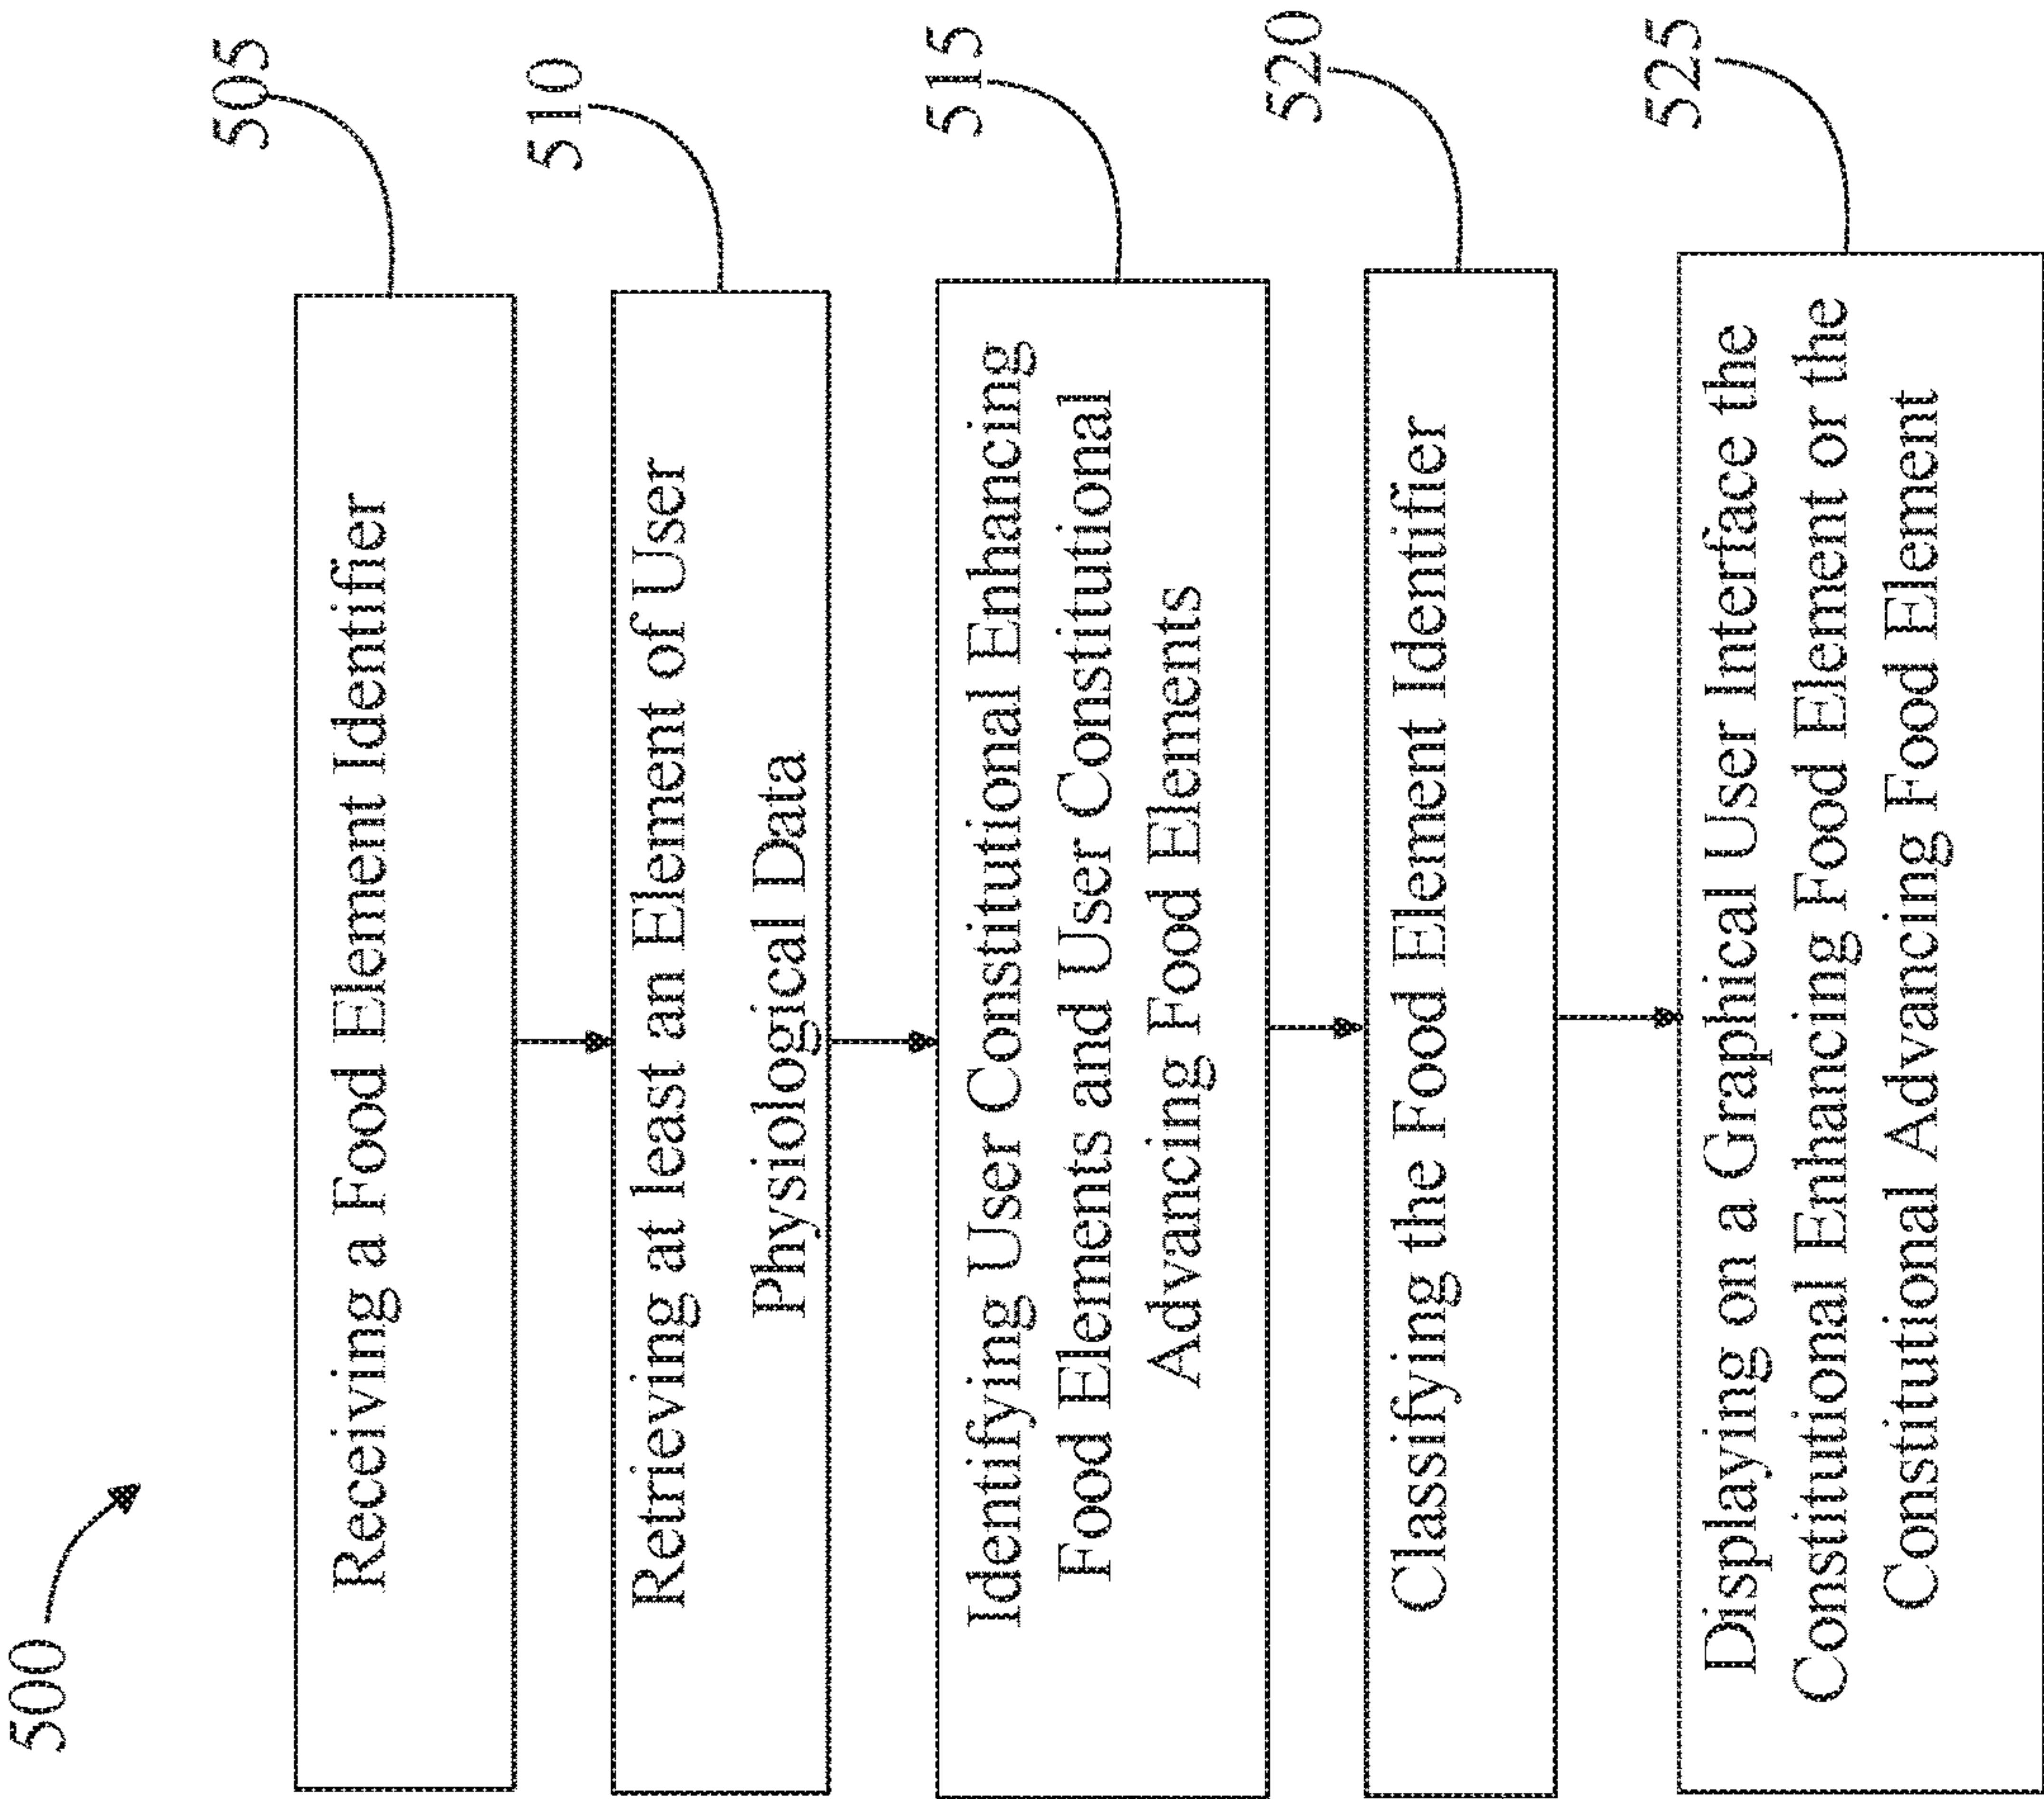 500
505
Receiving a Food Element Identifier
510
Retrieving at least an Element of User
Physiological Data
515
Identifying User Constitutional Enhancing
Food Elements and User Constitutional
Advancing Food Elements
520
Classifying the Food Element Identifier
525
Displaying on a Graphical User Interface the
Constitutional Enhancing Food Element or the
Constitutional Advancing Food Element